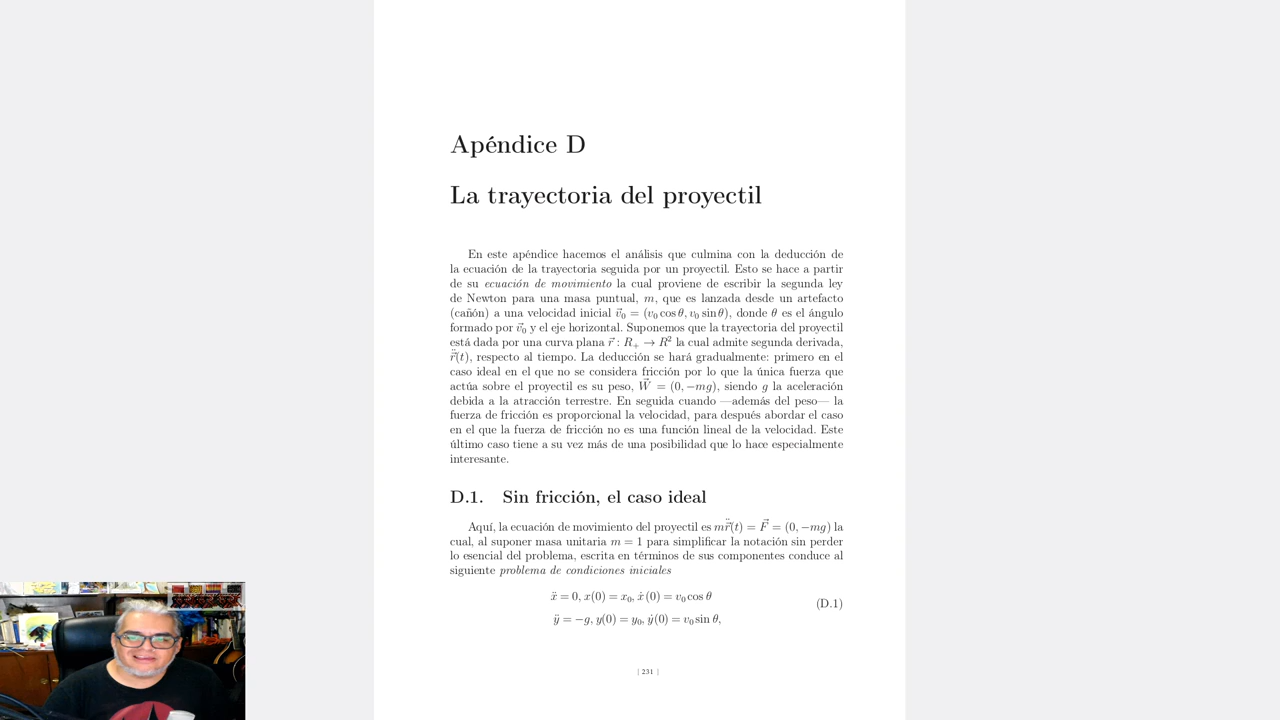 Apéndice D
La trayectoria del proyectil
En este apéndice hacemos el análisis que culmina con la deducción de
la ecuación de la trayectoria seguida por un proyectil. Esto se hace a partir
de su ecuación de movimiento la cual proviene de escribir la segunda ley
de Newton para una masa puntual, m, que es lanzada desde un artefacto
(cañón) a una velocidad inicial v⃗₀ = (v₀ cos θ, v₀ sin θ), donde θ es el ángulo
formado por v⃗₀ y el eje horizontal. Suponemos que la trayectoria del proyectil
está dada por una curva plana r⃗ : R₊ → R² la cual admite segunda derivada,
r⃗̈(t), respecto al tiempo. La deducción se hará gradualmente: primero en el
caso ideal en el que no se considera fricción por lo que la única fuerza que
actúa sobre el proyectil es su peso, W⃗ = (0, −mg), siendo g la aceleración
debida a la atracción terrestre. En seguida cuando —además del peso— la
fuerza de fricción es proporcional la velocidad, para después abordar el caso
en el que la fuerza de fricción no es una función lineal de la velocidad. Este
último caso tiene a su vez más de una posibilidad que lo hace especialmente
interesante.
D.1. Sin fricción, el caso ideal
Aquí, la ecuación de movimiento del proyectil es mr⃗̈(t) = F⃗ = (0, −mg) la
cual, al suponer masa unitaria m = 1 para simplificar la notación sin perder
lo esencial del problema, escrita en términos de sus componentes conduce al
siguiente problema de condiciones iniciales
ẍ = 0, x(0) = x₀, ẋ(0) = v₀ cos θ
(D.1)
ÿ = −g, y(0) = y₀, ẏ(0) = v₀ sin θ,
| 231 |